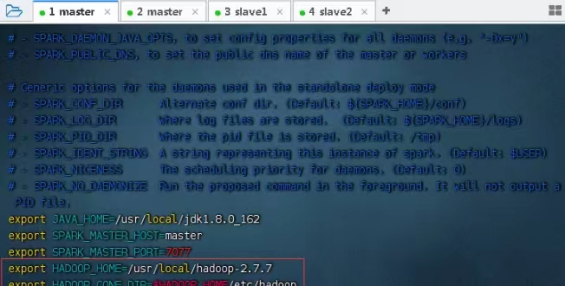 1 master × 2 master × 3 slave1 × 4 slave2 × +
# - SPARK_DAEMON_JAVA_OPTS, to set config properties for all daemons (e.g. "-Dx=y")
# - SPARK_PUBLIC_DNS, to set the public dns name of the master or workers
# Generic options for the daemons used in the standalone deploy mode
# - SPARK_CONF_DIR Alternate conf dir. (Default: ${SPARK_HOME}/conf)
# - SPARK_LOG_DIR Where log files are stored. (Default: ${SPARK_HOME}/logs)
# - SPARK_PID_DIR Where the pid file is stored. (Default: /tmp)
# - SPARK_IDENT_STRING A string representing this instance of spark. (Default: $USER)
# - SPARK_NICENESS The scheduling priority for daemons. (Default: 0)
# - SPARK_NO_DAEMONIZE Run the proposed command in the foreground. It will not output a
PID file.
export JAVA_HOME=/usr/local/jdk1.8.0_162
export SPARK_MASTER_HOST=master
export SPARK_MASTER_PORT=7077
export HADOOP_HOME=/usr/local/hadoop-2.7.7
export HADOOP_CONF_DIR=$HADOOP_HOME/etc/hadoop